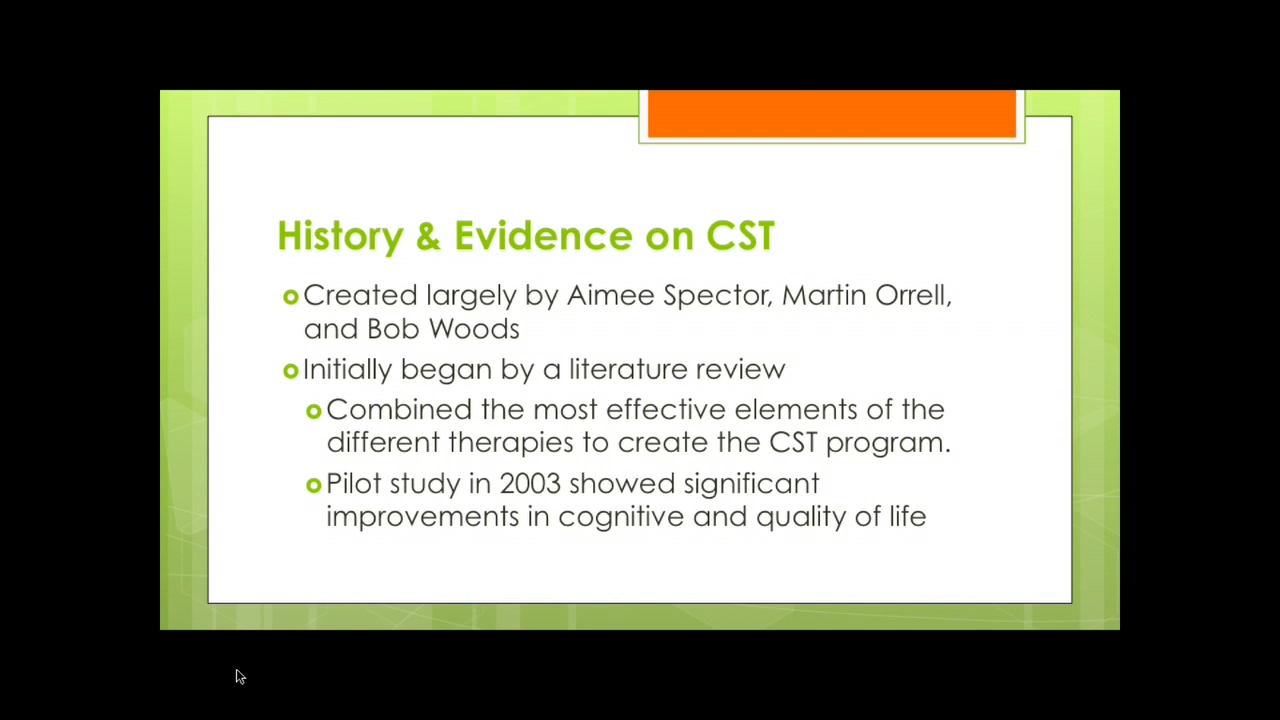 History & Evidence on CST
Created largely by Aimee Spector, Martin Orrell,
and Bob Woods
Initially began by a literature review
Combined the most effective elements of the
different therapies to create the CST program.
Pilot study in 2003 showed significant
improvements in cognitive and quality of life